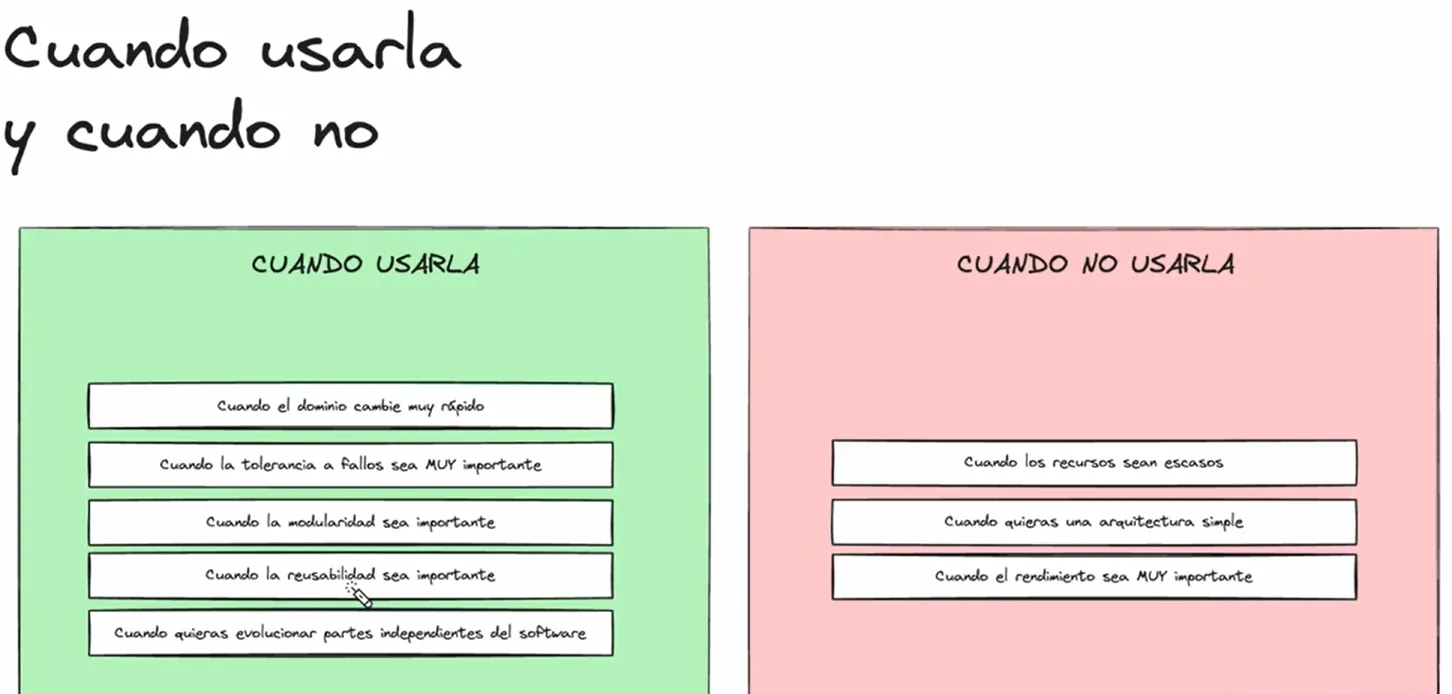 Cuando usarla
y cuando no
CUANDO USARLA
Cuando el dominio cambie muy rápido
Cuando la tolerancia a fallos sea MUY importante
Cuando la modularidad sea importante
Cuando la reusabilidad sea importante
Cuando quieras evolucionar partes independientes del software
CUANDO NO USARLA
Cuando los recursos sean escasos
Cuando quieras una arquitectura simple
Cuando el rendimiento sea MUY importante